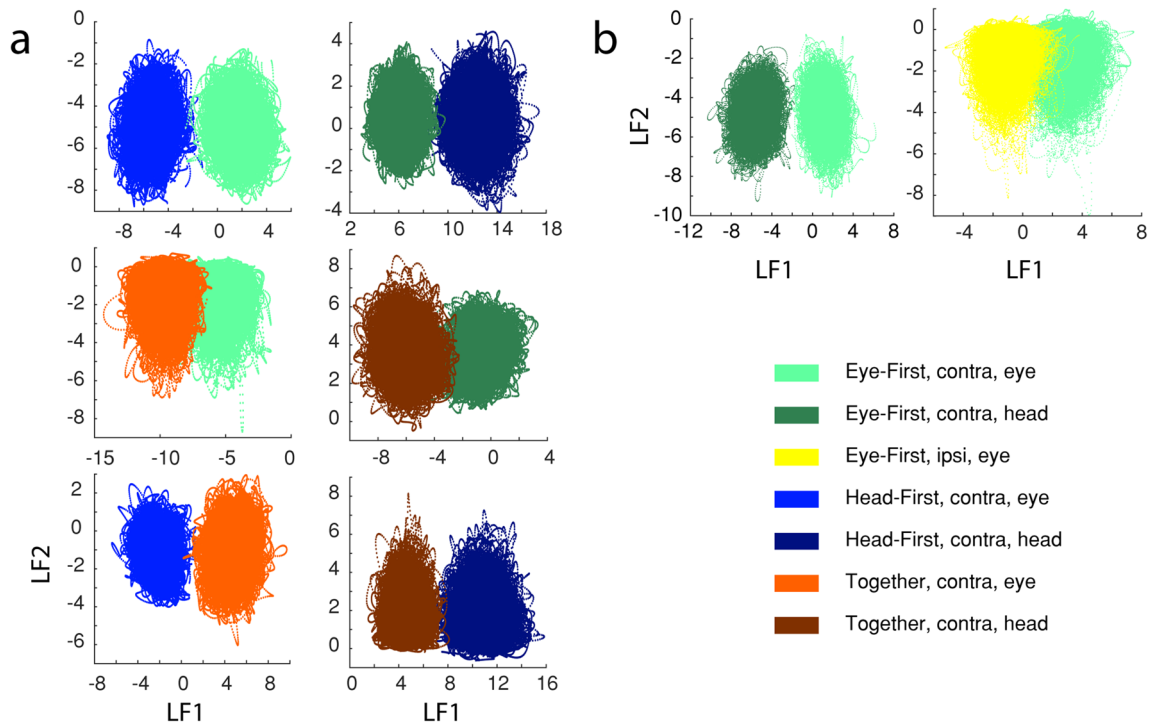 a
0
-2
-4
-6
-8
-8 -4 0 4
4
2
0
-2
-4
2 6 10 14 18
0
-2
-4
-6
-8
-15 -10 -5 0
8
6
4
2
0
-8 -4 0 4
LF2
2
0
-2
-4
-6
-8 -4 0 4 8
LF1
8
6
4
2
0
0 4 8 12 16
LF1
b
LF2
0
-2
-4
-6
-8
-10
-12 -8 -4 0 4 8
LF1
0
-2
-4
-6
-8
-4 0 4 8
LF1
Eye-First, contra, eye
Eye-First, contra, head
Eye-First, ipsi, eye
Head-First, contra, eye
Head-First, contra, head
Together, contra, eye
Together, contra, head